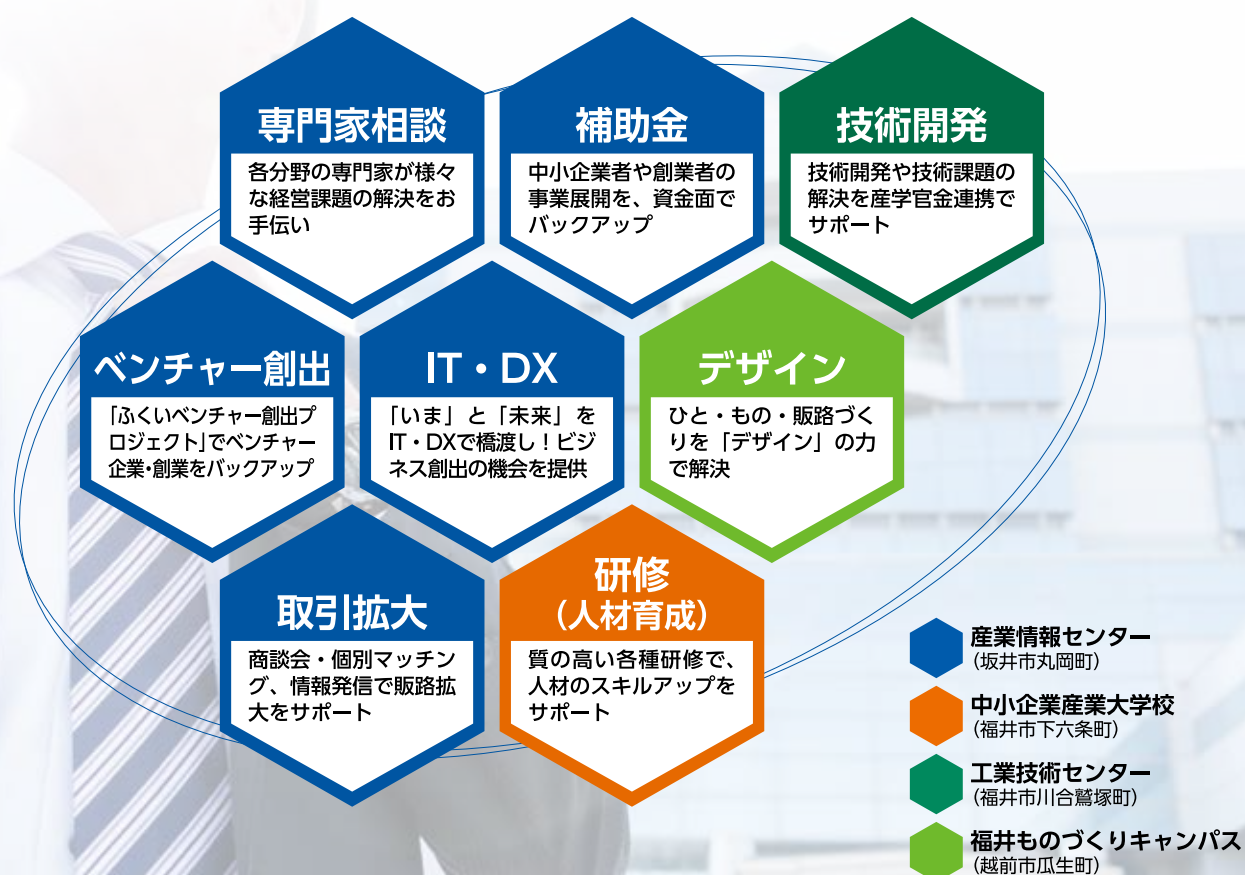 専門家相談
各分野の専門家が様々
な経営課題の解決をお
手伝い
補助金
中小企業者や創業者の
事業展開を、資金面で
バックアップ
技術開発
技術開発や技術課題の
解決を産学官金連携で
サポート
ベンチャー創出
「ふくいベンチャー創出プ
ロジェクト」でベンチャー
企業・創業をバックアップ
IT・DX
「いま」と「未来」を
IT・DXで橋渡し！ビジ
ネス創出の機会を提供
デザイン
ひと・もの・販路づく
りを「デザイン」の力
で解決
取引拡大
商談会・個別マッチン
グ、情報発信で販路拡
大をサポート
研修
（人材育成）
質の高い各種研修で、
人材のスキルアップを
サポート
産業情報センター
（坂井市丸岡町）
中小企業産業大学校
（福井市下六条町）
工業技術センター
（福井市川合鷲塚町）
福井ものづくりキャンパス
（越前市瓜生町）